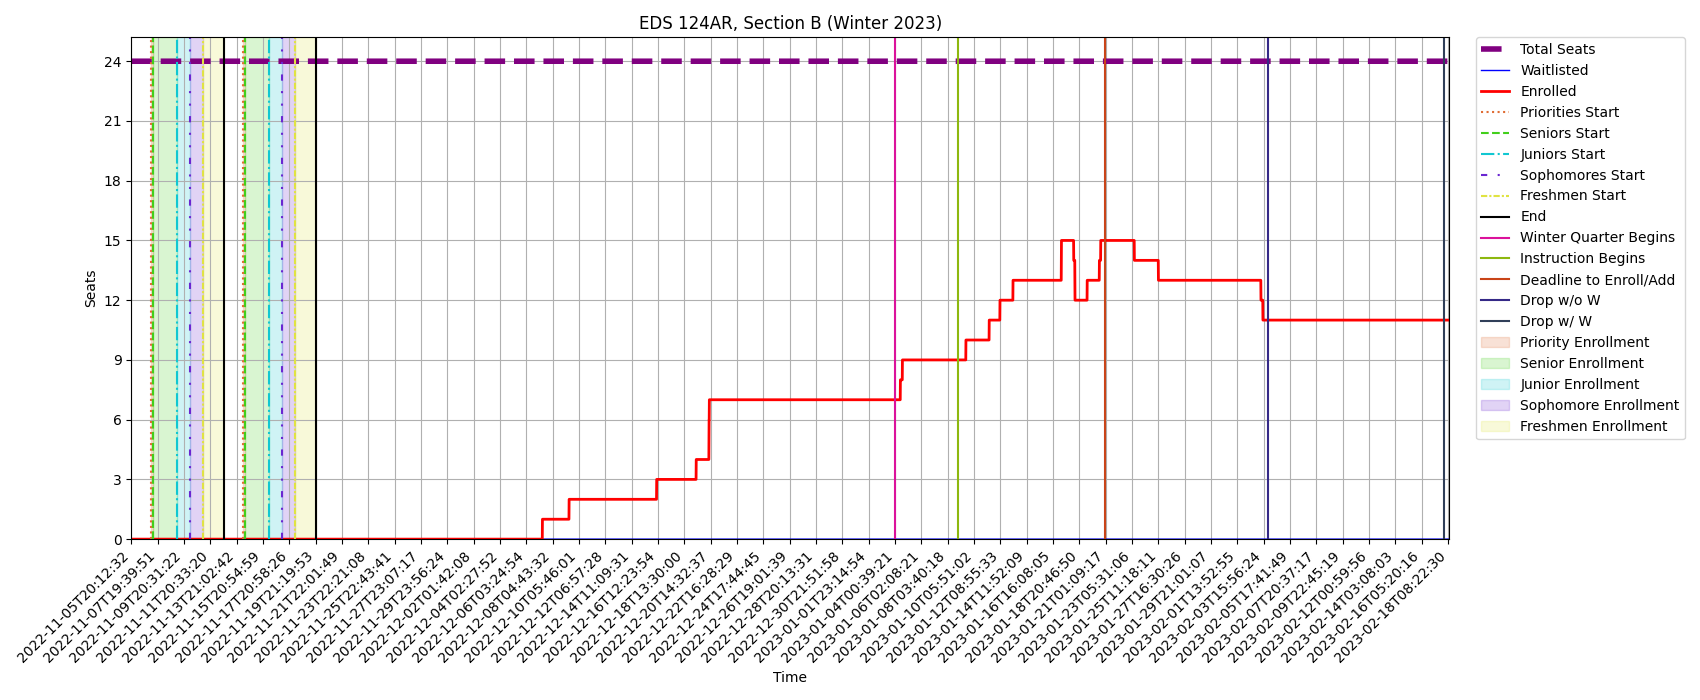 EDS 124AR, Section B (Winter 2023)
Seats
24
21
18
15
12
9
6
3
0
2022-11-05T20:12:32
2022-11-07T19:39:51
2022-11-09T20:31:22
2022-11-11T20:33:20
2022-11-13T21:02:42
2022-11-15T20:54:59
2022-11-17T20:58:26
2022-11-19T21:19:53
2022-11-21T22:01:49
2022-11-23T22:21:08
2022-11-25T22:43:41
2022-11-27T23:07:17
2022-11-29T23:56:24
2022-12-02T01:42:08
2022-12-04T02:27:52
2022-12-06T03:24:54
2022-12-08T04:43:32
2022-12-10T05:46:01
2022-12-12T06:57:28
2022-12-14T11:09:31
2022-12-16T12:23:54
2022-12-18T13:30:00
2022-12-20T14:32:37
2022-12-22T16:28:29
2022-12-24T17:44:45
2022-12-26T19:01:39
2022-12-28T20:13:31
2022-12-30T21:51:58
2023-01-01T23:14:54
2023-01-04T00:39:21
2023-01-06T02:08:21
2023-01-08T03:40:18
2023-01-10T05:51:02
2023-01-12T08:55:33
2023-01-14T11:52:09
2023-01-16T16:08:05
2023-01-18T20:46:50
2023-01-21T01:09:17
2023-01-23T05:31:06
2023-01-25T11:18:11
2023-01-27T16:30:26
2023-01-29T21:01:07
2023-02-01T13:52:55
2023-02-03T15:56:24
2023-02-05T17:41:49
2023-02-07T20:37:17
2023-02-09T22:45:19
2023-02-12T00:59:56
2023-02-14T03:08:03
2023-02-16T05:20:16
2023-02-18T08:22:30
Time
Total Seats
Waitlisted
Enrolled
Priorities Start
Seniors Start
Juniors Start
Sophomores Start
Freshmen Start
End
Winter Quarter Begins
Instruction Begins
Deadline to Enroll/Add
Drop w/o W
Drop w/ W
Priority Enrollment
Senior Enrollment
Junior Enrollment
Sophomore Enrollment
Freshmen Enrollment